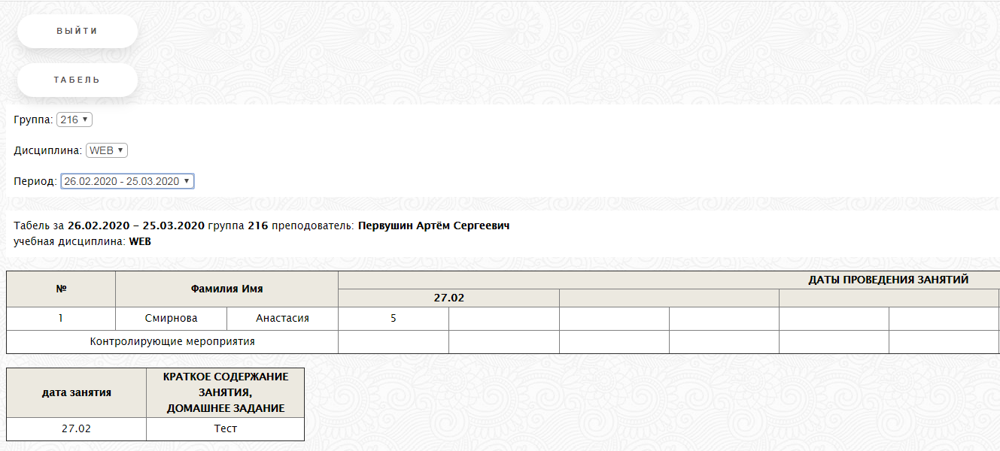 ВЫЙТИ
ТАБЕЛЬ
Группа: 216
Дисциплина: WEB
Период: 26.02.2020 - 25.03.2020
Табель за 26.02.2020 – 25.03.2020 группа 216 преподователь: Первушин Артём Сергеевич
учебная дисциплина: WEB
№ Фамилия Имя ДАТЫ ПРОВЕДЕНИЯ ЗАНЯТИЙ
27.02
1 Смирнова Анастасия 5
Контролирующие мероприятия
дата занятия
КРАТКОЕ СОДЕРЖАНИЕ
ЗАНЯТИЯ,
ДОМАШНЕЕ ЗАДАНИЕ
27.02 Тест